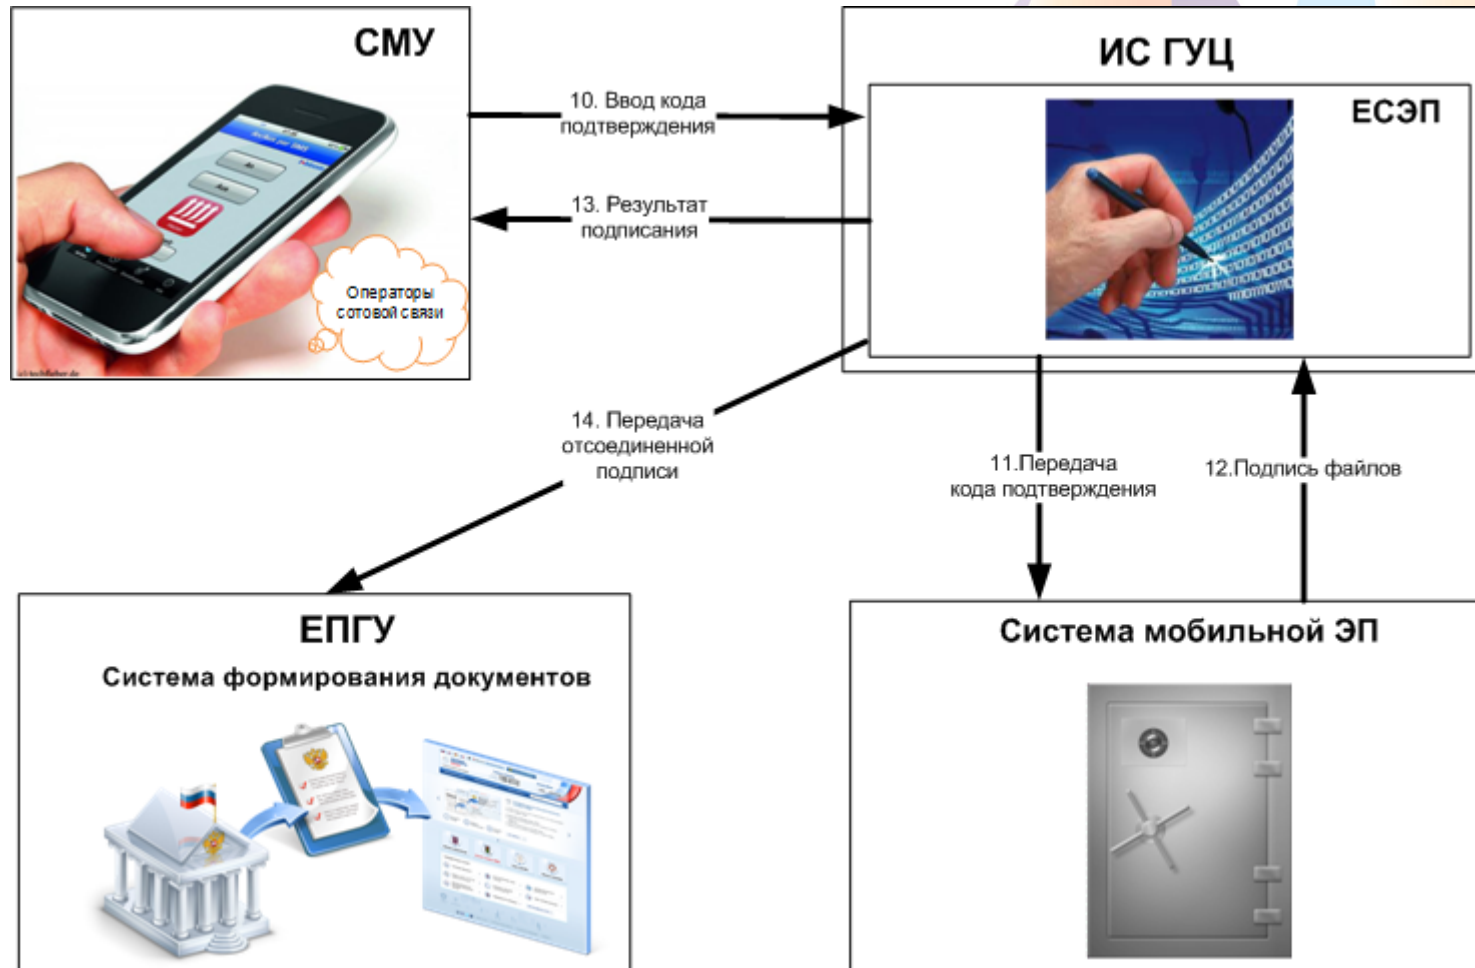 СМУ
ИС ГУЦ
ЕСЭП
10. Ввод кода
подтверждения
13. Результат
подписания
Операторы
сотовой связи
14. Передача
отсоединенной
подписи
11.Передача
кода подтверждения
12.Подпись файлов
ЕПГУ
Система формирования документов
Система мобильной ЭП